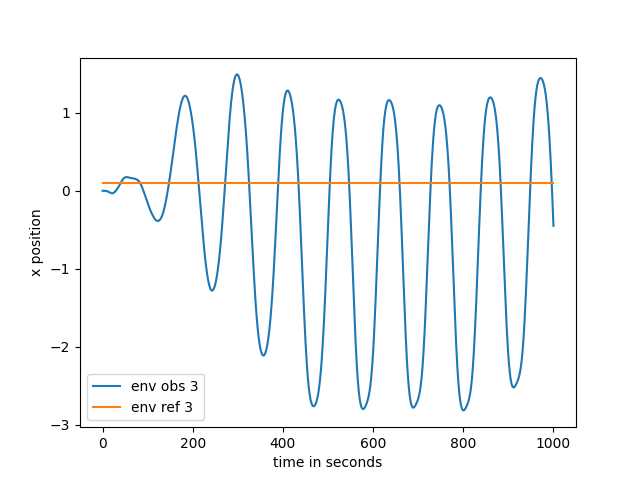 1
0
−1
−2
−3
x position
env obs 3
env ref 3
0 200 400 600 800 1000
time in seconds